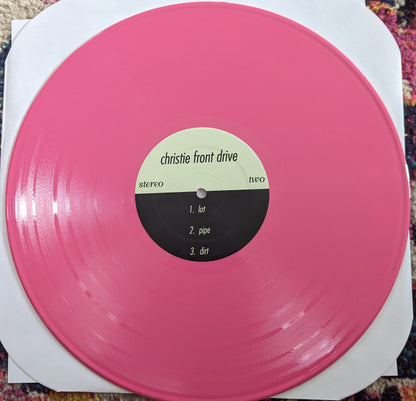 christie front drive
stereo two
1. lot
2. pipe
3. dirt